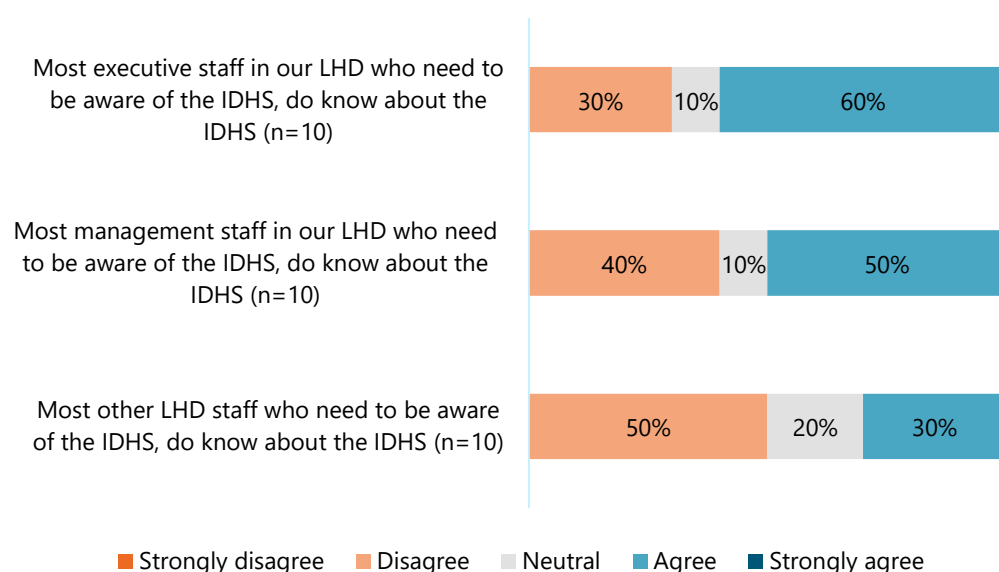 Most executive staff in our LHD who need to
be aware of the IDHS, do know about the
IDHS (n=10)
30%
10%
60%
Most management staff in our LHD who need
to be aware of the IDHS, do know about the
IDHS (n=10)
40%
10%
50%
Most other LHD staff who need to be aware
of the IDHS, do know about the IDHS (n=10)
50%
20%
30%
Strongly disagree
Disagree
Neutral
Agree
Strongly agree